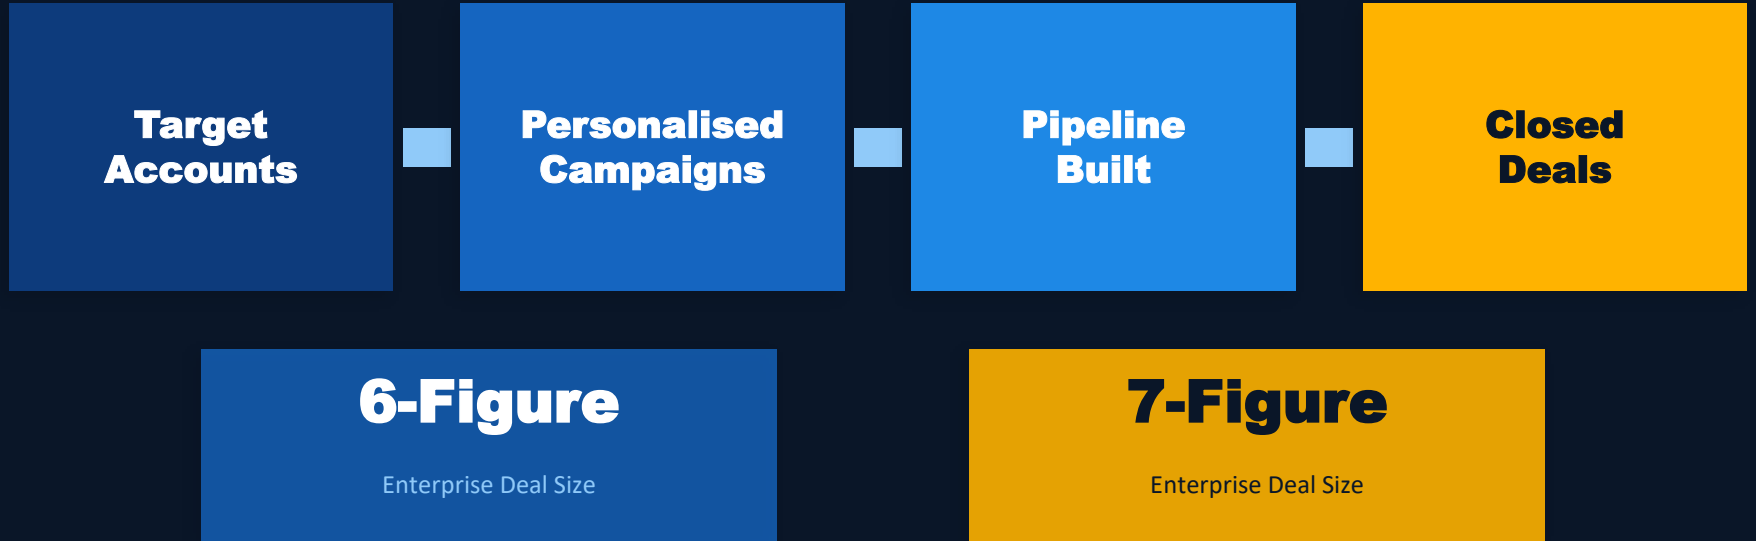 Target
Accounts
Personalised
Campaigns
Pipeline
Built
Closed
Deals
6-Figure
Enterprise Deal Size
7-Figure
Enterprise Deal Size